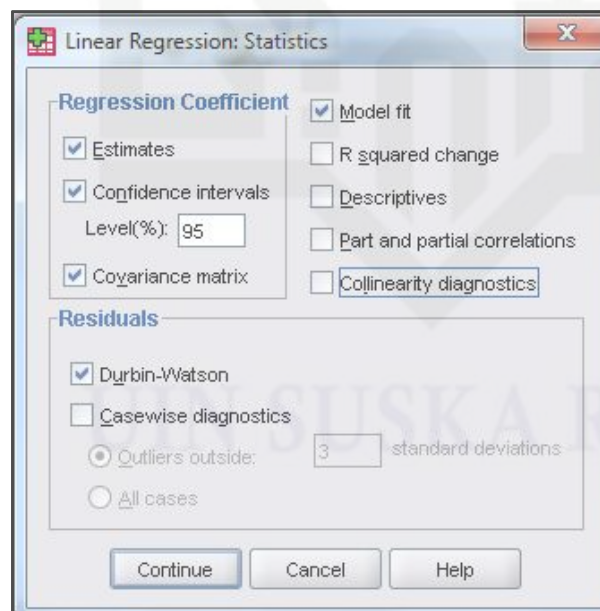 Linear Regression: Statistics
Regression Coefficient
Estimates
Confidence intervals
Level(%): 95
Covariance matrix
Model fit
R squared change
Descriptives
Part and partial correlations
Collinearity diagnostics
Residuals
Durbin-Watson
Casewise diagnostics
Outliers outside: 3 standard deviations
All cases
Continue Cancel Help
UIN SUSKA R